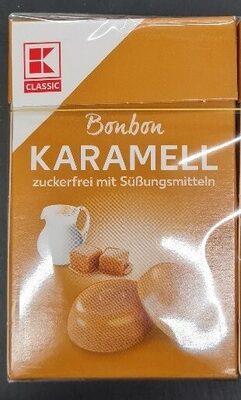 K
CLASSIC
Bonbon
KARAMELL
zuckerfrei mit Süßungsmitteln